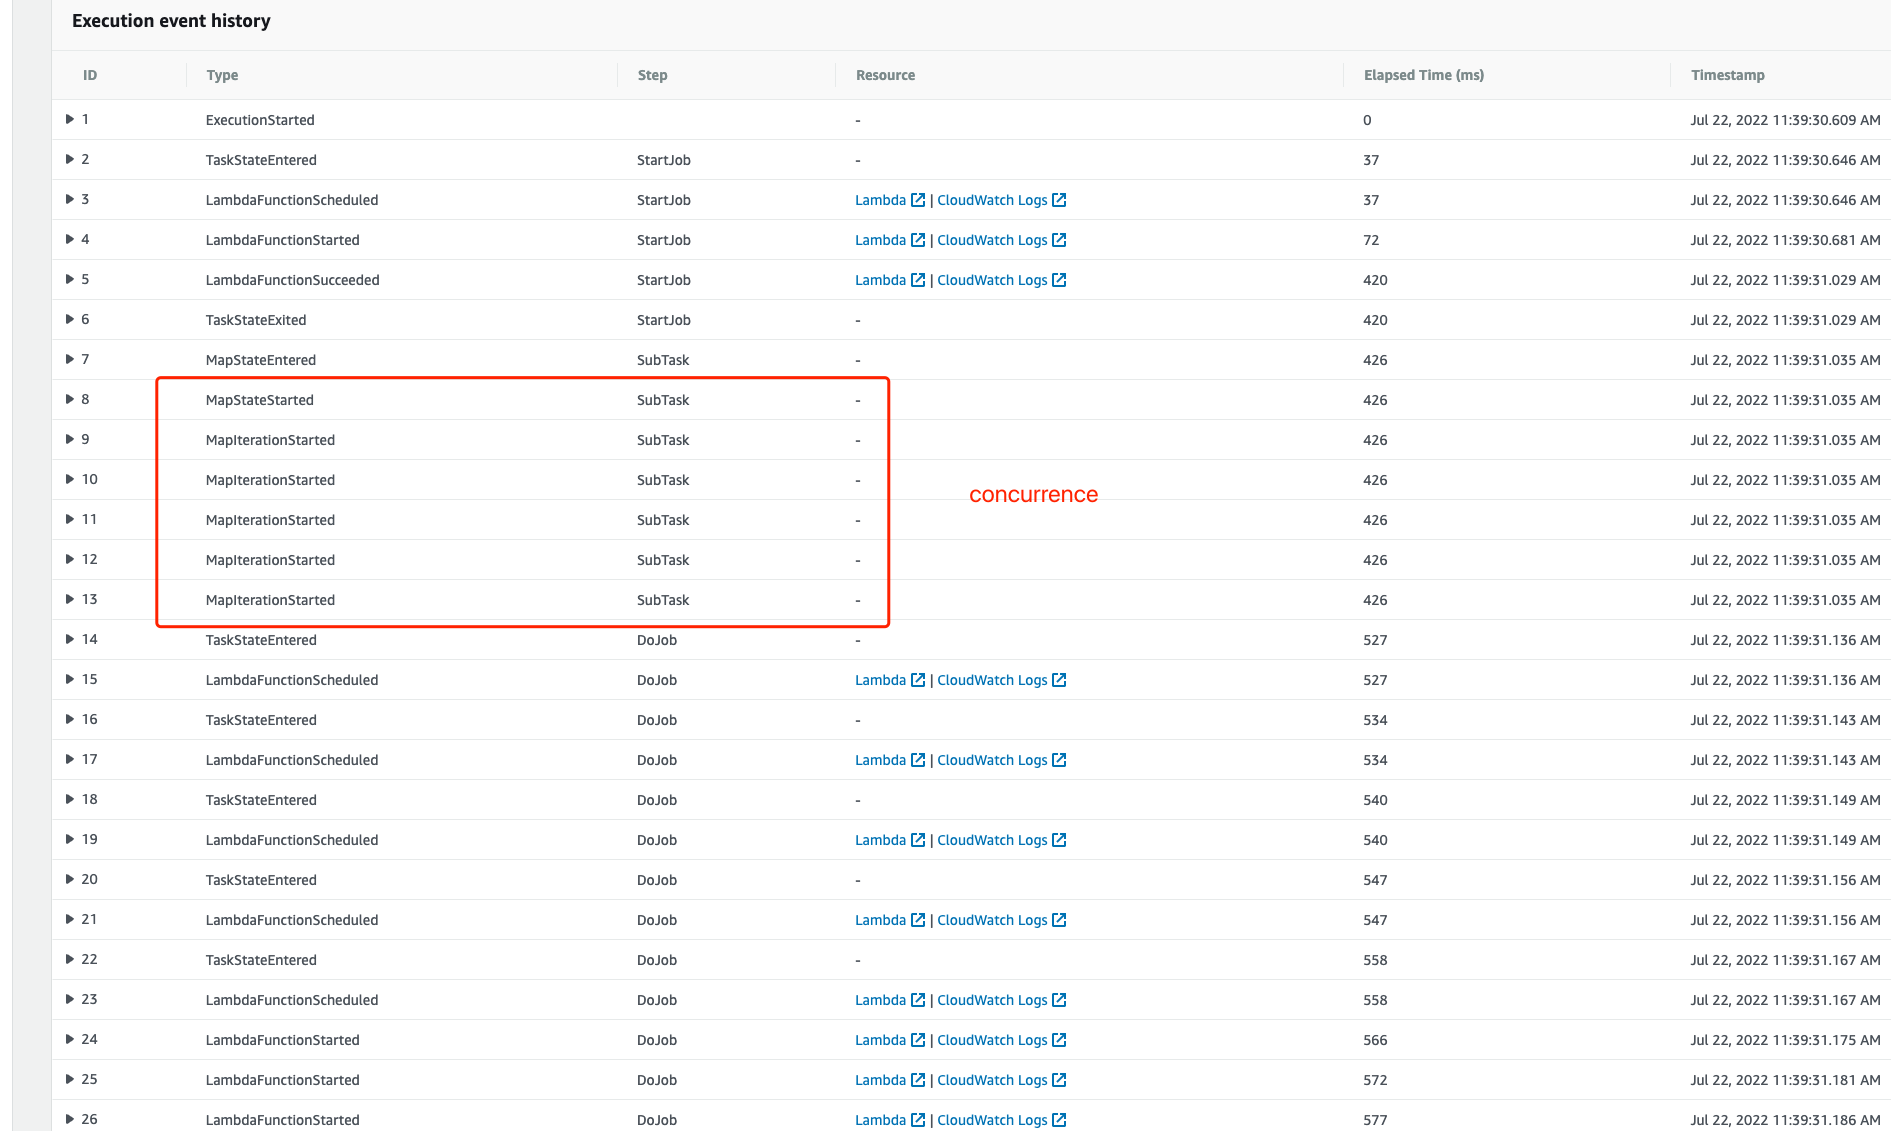 Execution event history
ID Type Step Resource Elapsed Time (ms) Timestamp
1 ExecutionStarted - 0 Jul 22, 2022 11:39:30.609 AM
2 TaskStateEntered StartJob - 37 Jul 22, 2022 11:39:30.646 AM
3 LambdaFunctionScheduled StartJob Lambda | CloudWatch Logs 37 Jul 22, 2022 11:39:30.646 AM
4 LambdaFunctionStarted StartJob Lambda | CloudWatch Logs 72 Jul 22, 2022 11:39:30.681 AM
5 LambdaFunctionSucceeded StartJob Lambda | CloudWatch Logs 420 Jul 22, 2022 11:39:31.029 AM
6 TaskStateExited StartJob - 420 Jul 22, 2022 11:39:31.029 AM
7 MapStateEntered SubTask - 426 Jul 22, 2022 11:39:31.035 AM
8 MapStateStarted SubTask - 426 Jul 22, 2022 11:39:31.035 AM
9 MapIterationStarted SubTask - 426 Jul 22, 2022 11:39:31.035 AM
10 MapIterationStarted SubTask - 426 Jul 22, 2022 11:39:31.035 AM
concurrence
11 MapIterationStarted SubTask - 426 Jul 22, 2022 11:39:31.035 AM
12 MapIterationStarted SubTask - 426 Jul 22, 2022 11:39:31.035 AM
13 MapIterationStarted SubTask - 426 Jul 22, 2022 11:39:31.035 AM
14 TaskStateEntered DoJob - 527 Jul 22, 2022 11:39:31.136 AM
15 LambdaFunctionScheduled DoJob Lambda | CloudWatch Logs 527 Jul 22, 2022 11:39:31.136 AM
16 TaskStateEntered DoJob - 534 Jul 22, 2022 11:39:31.143 AM
17 LambdaFunctionScheduled DoJob Lambda | CloudWatch Logs 534 Jul 22, 2022 11:39:31.143 AM
18 TaskStateEntered DoJob - 540 Jul 22, 2022 11:39:31.149 AM
19 LambdaFunctionScheduled DoJob Lambda | CloudWatch Logs 540 Jul 22, 2022 11:39:31.149 AM
20 TaskStateEntered DoJob - 547 Jul 22, 2022 11:39:31.156 AM
21 LambdaFunctionScheduled DoJob Lambda | CloudWatch Logs 547 Jul 22, 2022 11:39:31.156 AM
22 TaskStateEntered DoJob - 558 Jul 22, 2022 11:39:31.167 AM
23 LambdaFunctionScheduled DoJob Lambda | CloudWatch Logs 558 Jul 22, 2022 11:39:31.167 AM
24 LambdaFunctionStarted DoJob Lambda | CloudWatch Logs 566 Jul 22, 2022 11:39:31.175 AM
25 LambdaFunctionStarted DoJob Lambda | CloudWatch Logs 572 Jul 22, 2022 11:39:31.181 AM
26 LambdaFunctionStarted DoJob Lambda | CloudWatch Logs 577 Jul 22, 2022 11:39:31.186 AM